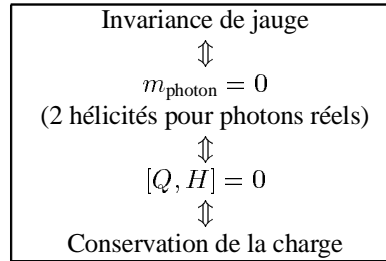 Invariance de jauge
⇕
m_photon = 0
(2 hélicités pour photons réels)
⇕
[Q, H] = 0
⇕
Conservation de la charge